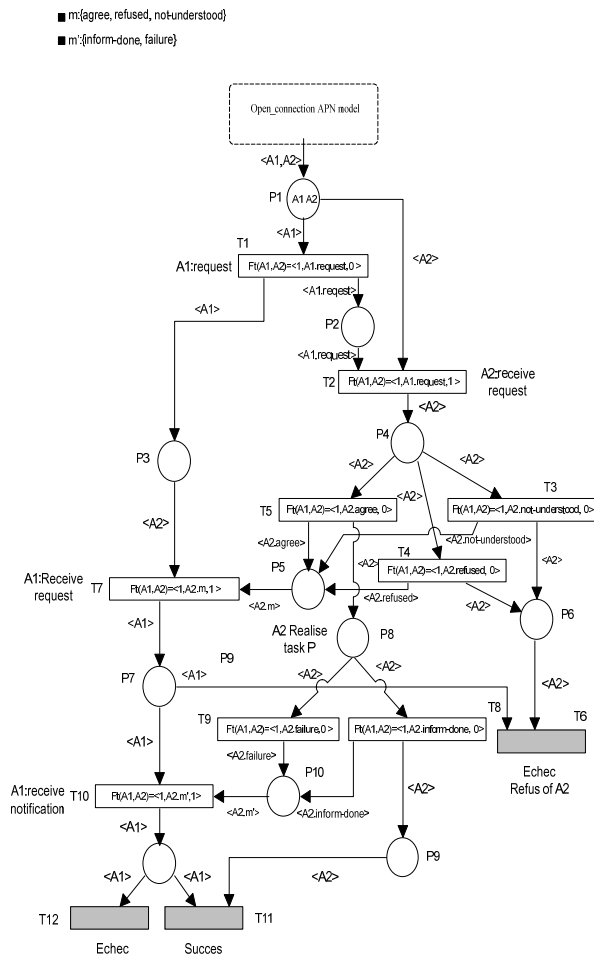 m:{agree, refused, not-understood}
m':{inform-done, failure}
Open_connection APN model
<A1,A2>
P1
A1 A2
<A1>
T1
<A2>
A1:request
Ft(A1,A2)=<1,A1.request,0 >
<A1.reqest>
<A1>
P2
<A1.request>
A2:receive
request
T2
Ft(A1,A2)=<1,A1.request,1 >
<A2>
P4
P3
<A2>
<A2>
T3
<A2>
T5
Ft(A1,A2)=<1,A2.agree, 0>
Ft(A1,A2)=<1,A2.not-understood, 0>
<A2>
<A2.agree>
<A2.not-understood>
T4
<A2>
<A2>
P5
Ft(A1,A2)=<1,A2.refused, 0>
A1:Receive
request
T7
Ft(A1,A2)=<1,A2.m,1 >
<A2.m>
<A2.refused>
<A2>
P6
<A1>
A2 Realise
task P
P8
P9
<A1>
<A2>
<A2>
<A2>
P7
T9
T8
T6
<A1>
Ft(A1,A2)=<1,A2.failure,0>
Ft(A1,A2)=<1,A2.inform-done, 0>
<A2.failure>
Echec
Refus of A2
P10
<A2>
A1:receive
notification
T10
Ft(A1,A2)=<1,A2.m',1>
<A2.m'>
<A2.inform-done>
<A1>
P9
<A1>
<A1>
<A2>
T12
T11
Echec
Succes